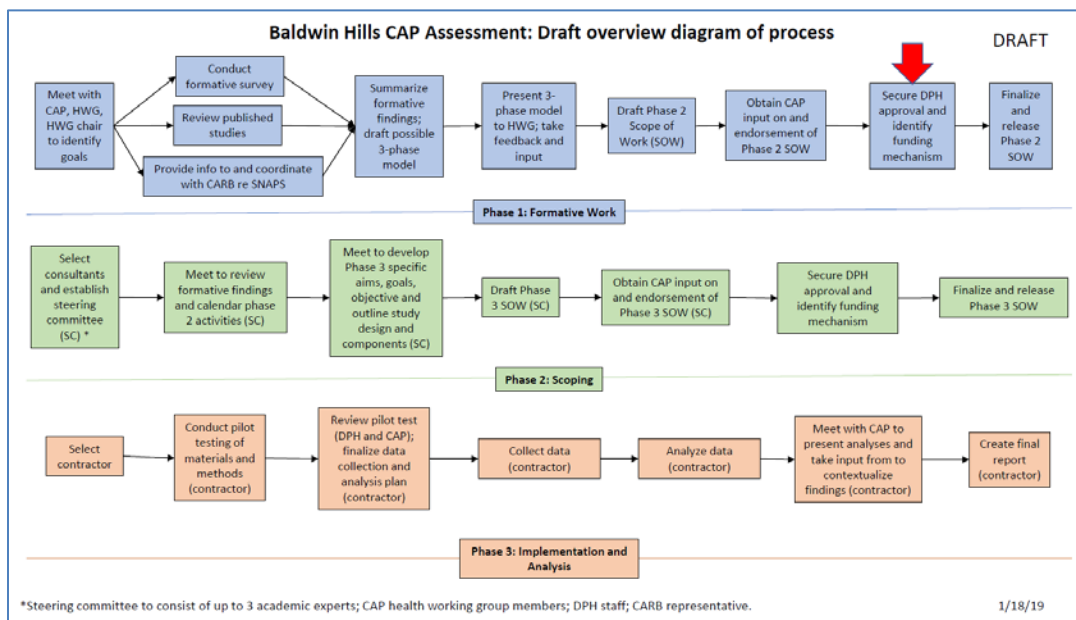 Baldwin Hills CAP Assessment: Draft overview diagram of process
DRAFT
Meet with
CAP, HWG,
HWG chair
to identify
goals
Conduct
formative survey
Review published
studies
Provide info to and coordinate
with CARB re SNAPS
Summarize
formative
findings;
draft possible
3-phase
model
Present 3-
phase model
to HWG; take
feedback and
input
Draft Phase 2
Scope of
Work (SOW)
Obtain CAP
input on and
endorsement of
Phase 2 SOW
Secure DPH
approval and
identify
funding
mechanism
Finalize
and
release
Phase 2
SOW
Phase 1: Formative Work
Select
consultants
and establish
steering
committee
(SC) *
Meet to review
formative findings
and calendar phase
2 activities (SC)
Meet to develop
Phase 3 specific
aims, goals,
objective and
outline study
design and
components (SC)
Draft Phase
3 SOW (SC)
Obtain CAP input on
and endorsement of
Phase 3 SOW (SC)
Secure DPH
approval and
identify funding
mechanism
Finalize and release
Phase 3 SOW
Phase 2: Scoping
Select
contractor
Conduct pilot
testing of
materials and
methods
(contractor)
Review pilot test
(DPH and CAP);
finalize data
collection and
analysis plan
(contractor)
Collect data
(contractor)
Analyze data
(contractor)
Meet with CAP to
present analyses and
take input from to
contextualize
findings (contractor)
Create final
report
(contractor)
Phase 3: Implementation and
Analysis
*Steering committee to consist of up to 3 academic experts; CAP health working group members; DPH staff; CARB representative.
1/18/19